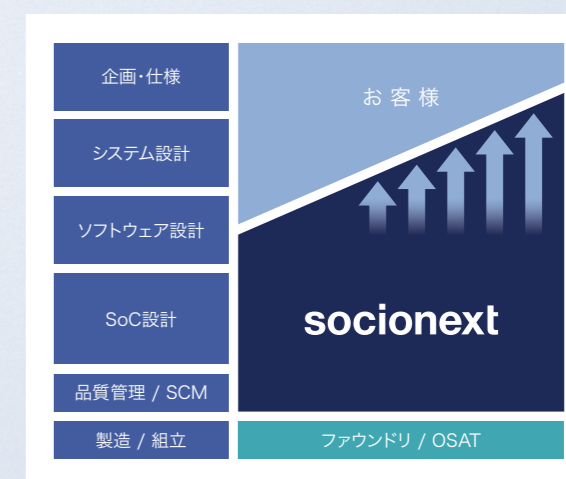 企画・仕様
お客様
システム設計
ソフトウェア設計
SoC設計
socionext
品質管理 / SCM
製造 / 組立
ファウンドリ / OSAT